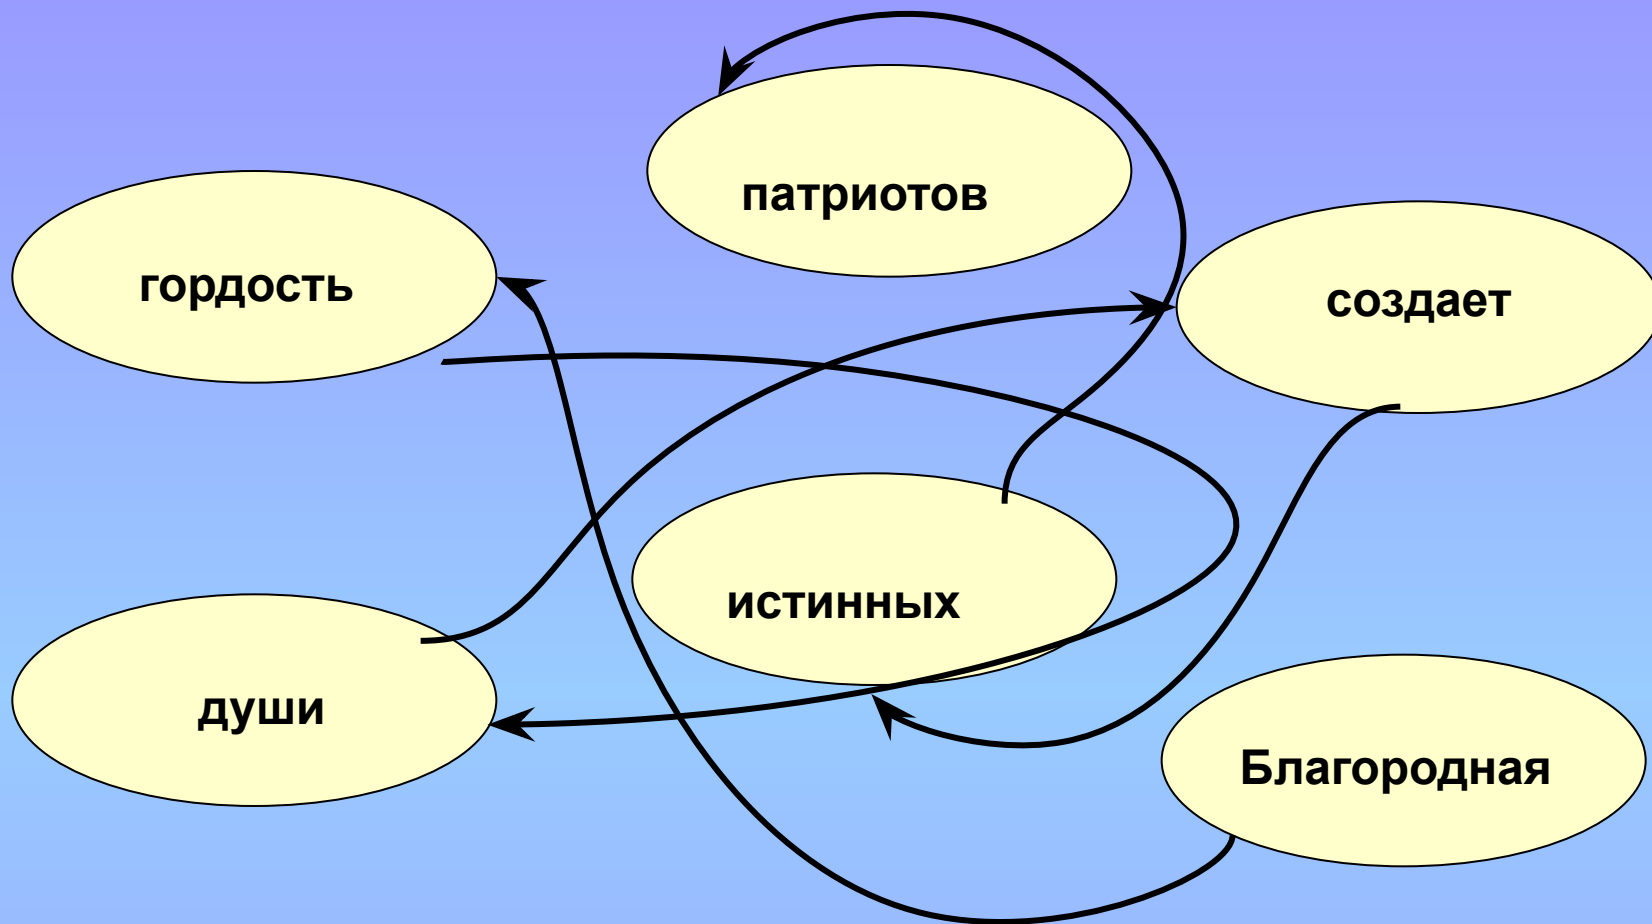 патриотов
гордость
создает
истинных
души
Благородная